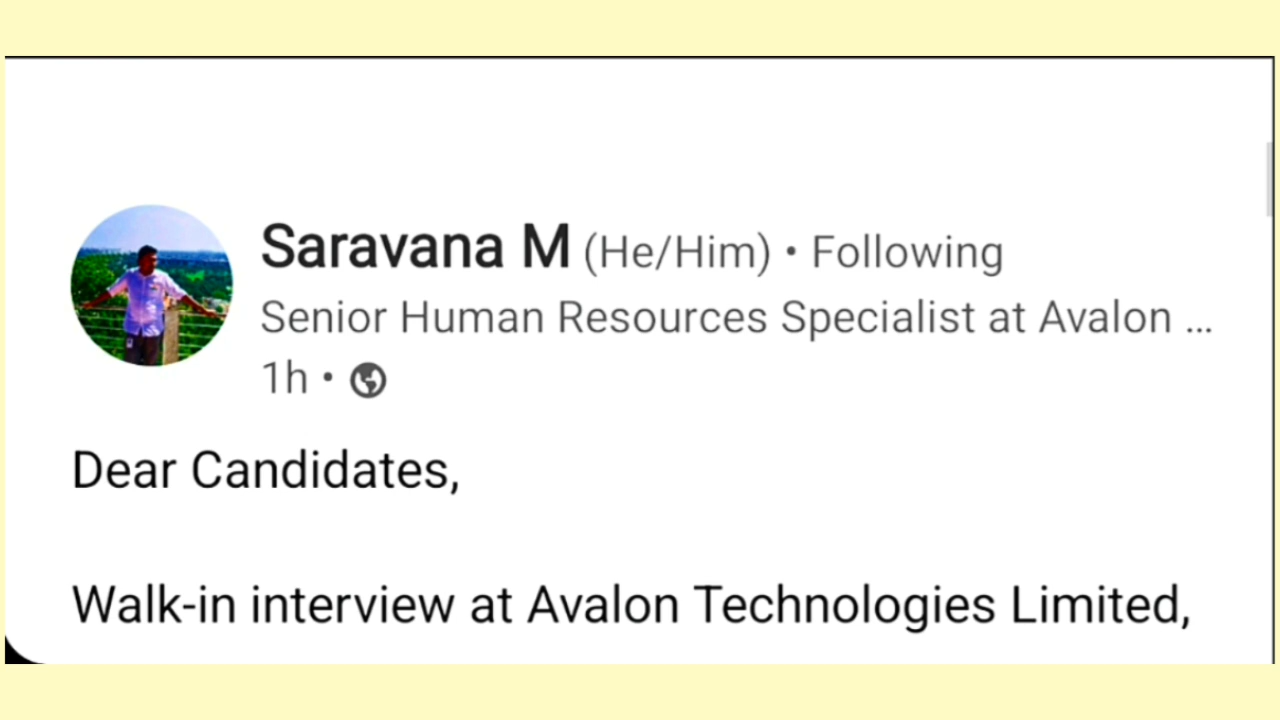 Saravana M (He/Him) • Following
Senior Human Resources Specialist at Avalon ...
1h •
Dear Candidates,
Walk-in interview at Avalon Technologies Limited,